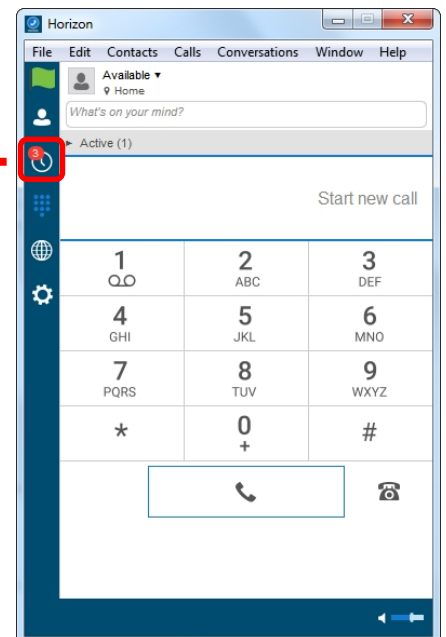 Horizon
File Edit Contacts Calls Conversations Window Help
Available
Home
What's on your mind?
Active (1)
3
Start new call
1 2 3
ABC DEF
4 5 6
GHI JKL MNO
7 8 9
PQRS TUV WXYZ
* 0 #
+